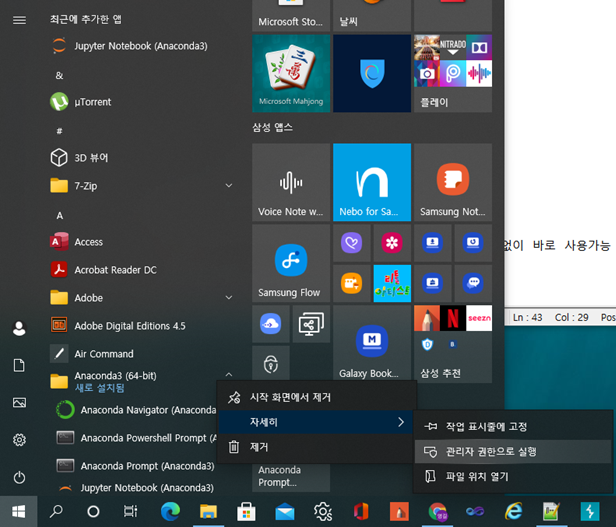 최근에 추가한 앱
Jupyter Notebook (Anaconda3)
&
µTorrent
#
3D 뷰어
7-Zip
A
Access
Acrobat Reader DC
Adobe
Adobe Digital Editions 4.5
Air Command
Anaconda3 (64-bit)
새로 설치됨
Anaconda Navigator (Anaconda
Anaconda Powershell Prompt (A
Anaconda Prompt (Anaconda3)
Jupyter Notebook (Anaconda3)
Microsoft Sto...
날씨
Microsoft Mahjong
NITRADO
플레이
삼성 앱스
Voice Note w...
Nebo for Sa...
Samsung Not...
Samsung Flow
Galaxy Book...
seezn
삼성 추천
Anaconda
Prompt...
시작 화면에서 제거
자세히
제거
작업 표시줄에 고정
관리자 권한으로 실행
파일 위치 열기
없이 바로 사용가능
Ln : 43 Col : 29 Pos